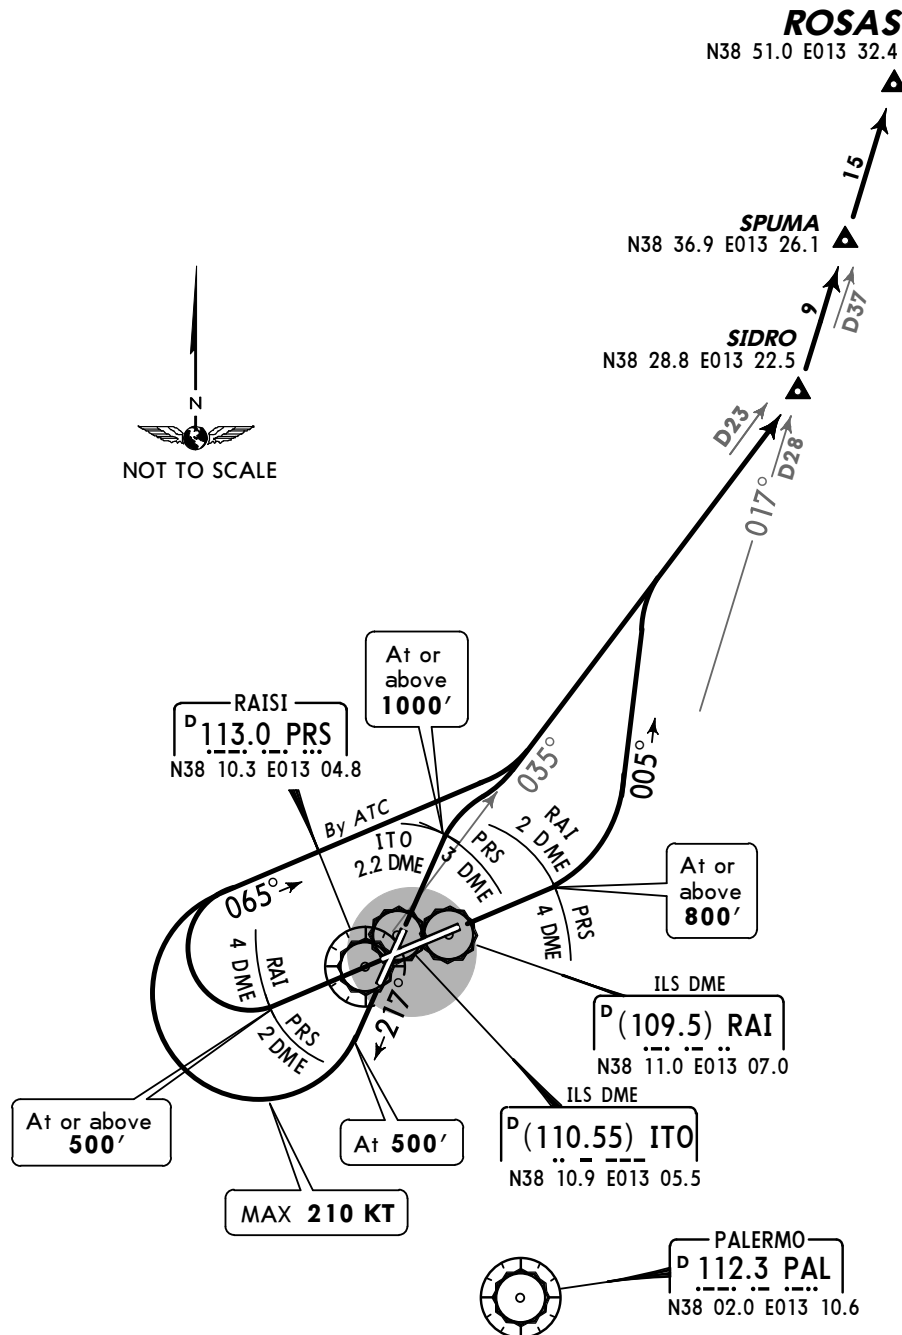 ROSAS
N38 51.0 E013 32.4
15
SPUMA
N38 36.9 E013 26.1
9
D37
SIDRO
N38 28.8 E013 22.5
N
NOT TO SCALE
D23
D28
017°
At or
above
1000'
RAISI
D 113.0 PRS
N38 10.3 E013 04.8
035°
005°
By ATC
ITO
2.2 DME
PRS
3 DME
RAI
2 DME
At or
above
800'
065°
PRS
4 DME
RAI
4 DME
PRS
2 DME
217°
ILS DME
D (109.5) RAI
N38 11.0 E013 07.0
ILS DME
D (110.55) ITO
N38 10.9 E013 05.5
At or above
500'
At 500'
MAX 210 KT
PALERMO
D 112.3 PAL
N38 02.0 E013 10.6